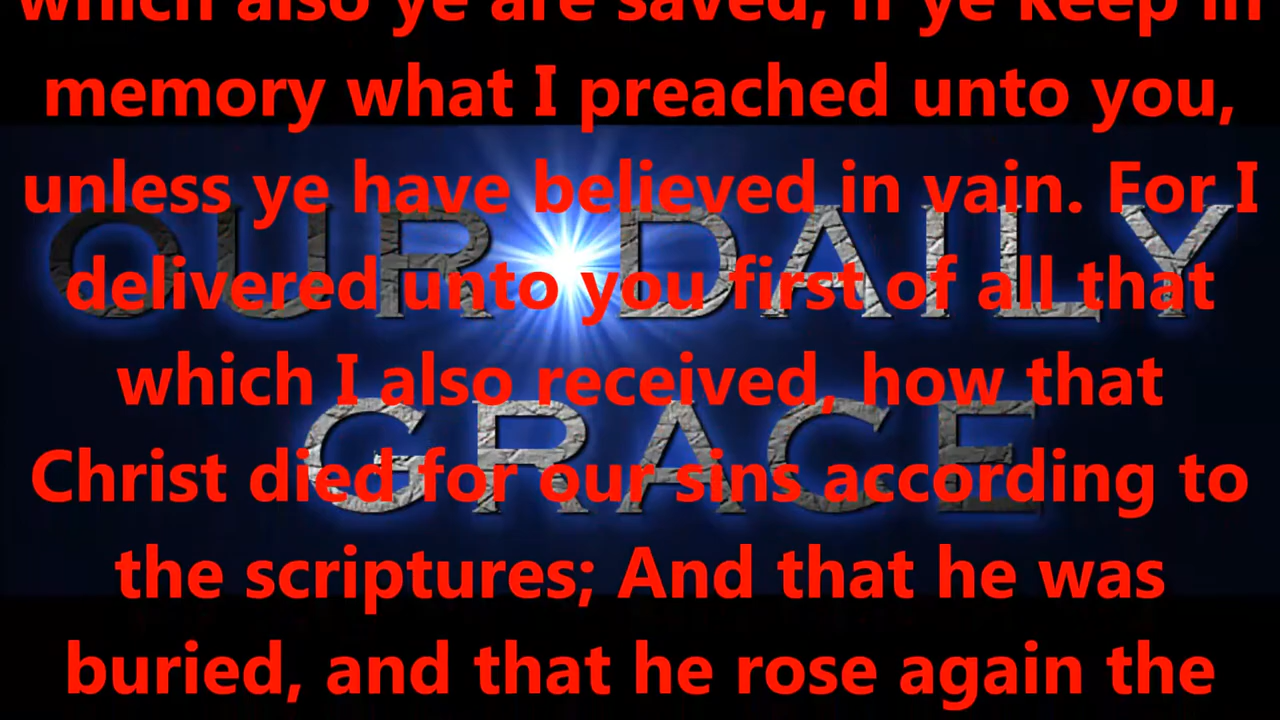 which also ye are saved, if ye keep in
memory what I preached unto you,
unless ye have believed in vain. For I
delivered unto you first of all that
which I also received, how that
Christ died for our sins according to
the scriptures; And that he was
buried, and that he rose again the
OUR DAILY
GRACE